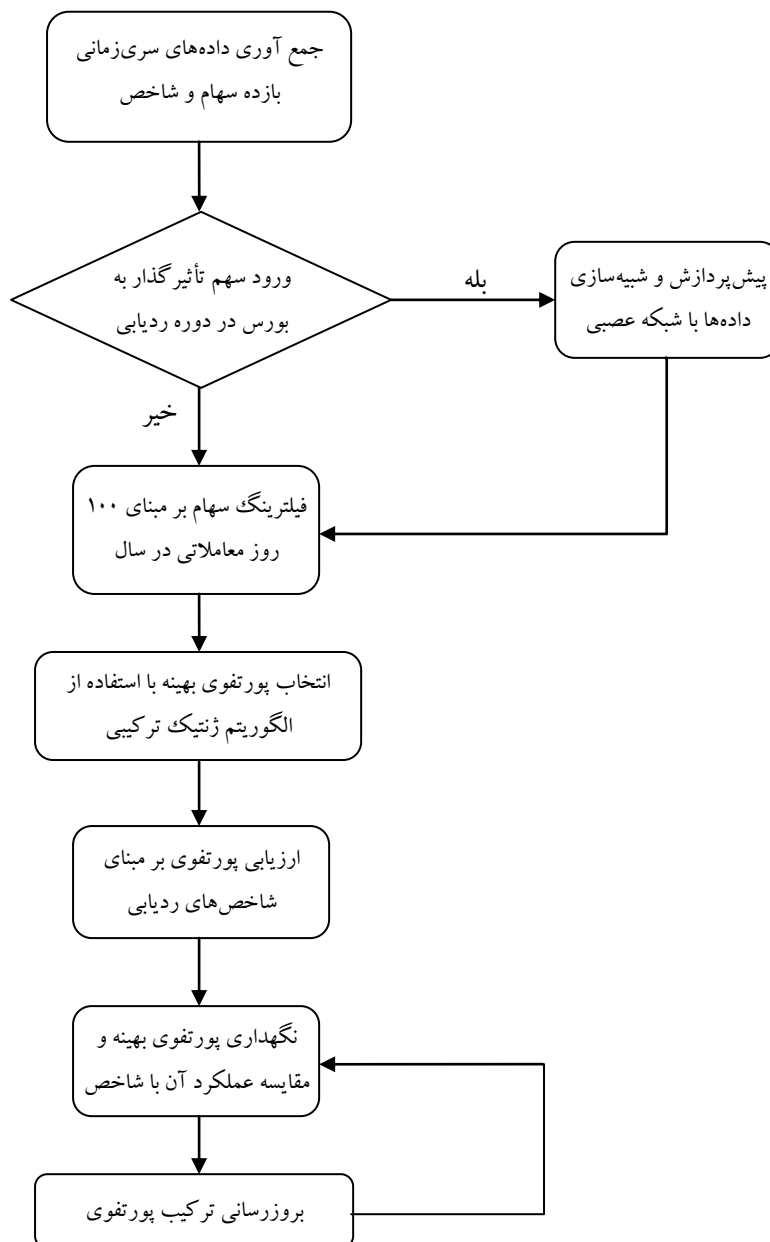 جمع آوری داده‌های سری‌زمانی
بازده سهام و شاخص
ورود سهم تأثیرگذار به
بورس در دوره ردیابی
بله
پیش‌پردازش و شبیه‌سازی
داده‌ها با شبکه عصبی
خیر
فیلترینگ سهام بر مبنای ۱۰۰
روز معاملاتی در سال
انتخاب پورتفوی بهینه با استفاده از
الگوریتم ژنتیک ترکیبی
ارزیابی پورتفوی بر مبنای
شاخص‌های ردیابی
نگهداری پورتفوی بهینه و
مقایسه عملکرد آن با شاخص
بروزرسانی ترکیب پورتفوی